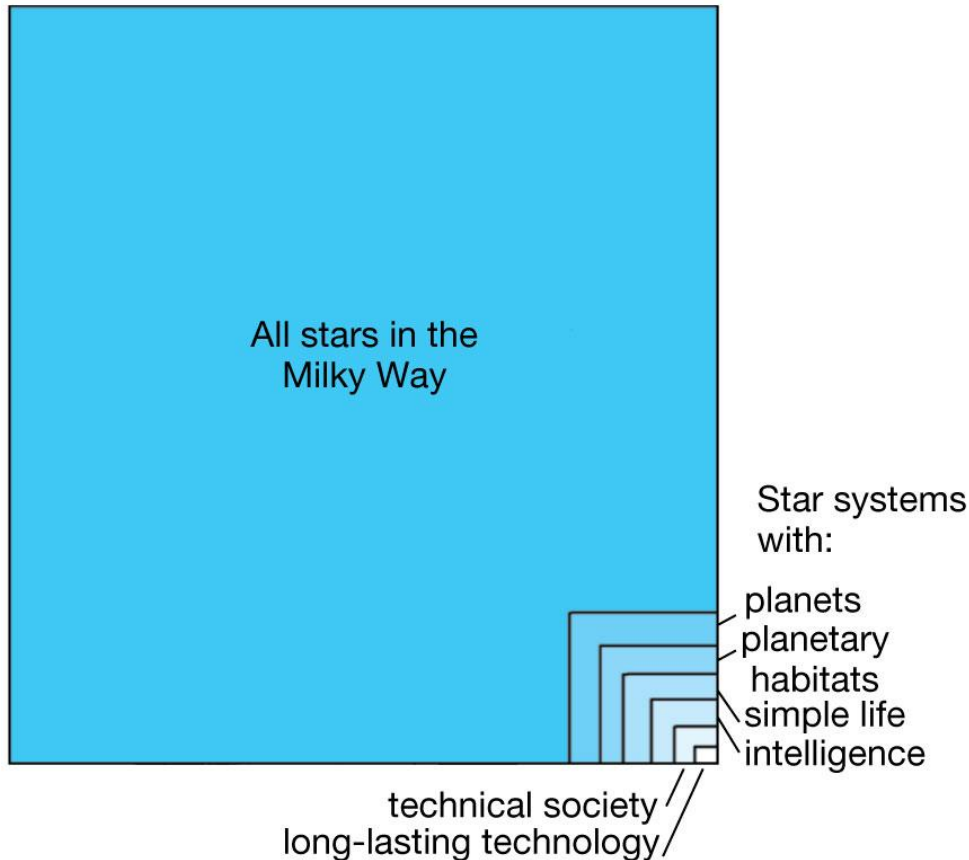 All stars in the
Milky Way
Star systems
with:
planets
planetary
habitats
simple life
intelligence
technical society
long-lasting technology